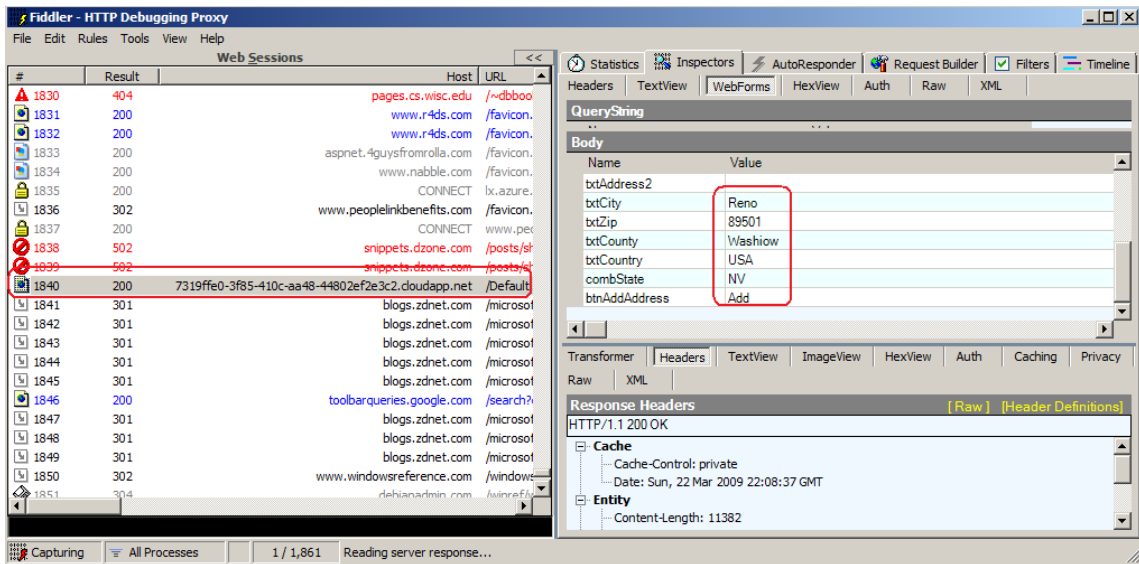 Fiddler - HTTP Debugging Proxy
File Edit Rules Tools View Help
Web Sessions <<
# Result Host URL
1830 404 pages.cs.wisc.edu /~dbboo
1831 200 www.r4ds.com /favicon.
1832 200 www.r4ds.com /favicon.
1833 200 aspnet.4guysfromrolla.com /favicon.
1834 200 www.nabble.com /favicon.
1835 200 CONNECT lx.azure.
1836 302 www.peoplelinkbenefits.com /favicon.
1837 200 CONNECT www.peo
1838 502 snippets.dzone.com /posts/sh
1839 502 snippets.dzone.com /posts/sh
1840 200 7319ffe0-3f85-410c-aa48-44802ef2e3c2.cloudapp.net /Default
1841 301 blogs.zdnet.com /microsof
1842 301 blogs.zdnet.com /microsof
1843 301 blogs.zdnet.com /microsof
1844 301 blogs.zdnet.com /microsof
1845 301 blogs.zdnet.com /microsof
1846 200 toolbarqueries.google.com /search?
1847 301 blogs.zdnet.com /microsof
1848 301 blogs.zdnet.com /microsof
1849 301 blogs.zdnet.com /microsof
1850 302 www.windowsreference.com /windows
1851 304 debianadmin.com /winref/w
Statistics Inspectors AutoResponder Request Builder Filters Timeline
Headers TextView WebForms HexView Auth Raw XML
QueryString
Body
Name Value
txtAddress2
txtCity Reno
txtZip 89501
txtCounty Washiow
txtCountry USA
combState NV
btnAddAddress Add
Transformer Headers TextView ImageView HexView Auth Caching Privacy
Raw XML
Response Headers [ Raw ] [Header Definitions]
HTTP/1.1 200 OK
Cache
Cache-Control: private
Date: Sun, 22 Mar 2009 22:08:37 GMT
Entity
Content-Length: 11382
Capturing All Processes 1 / 1,861 Reading server response...